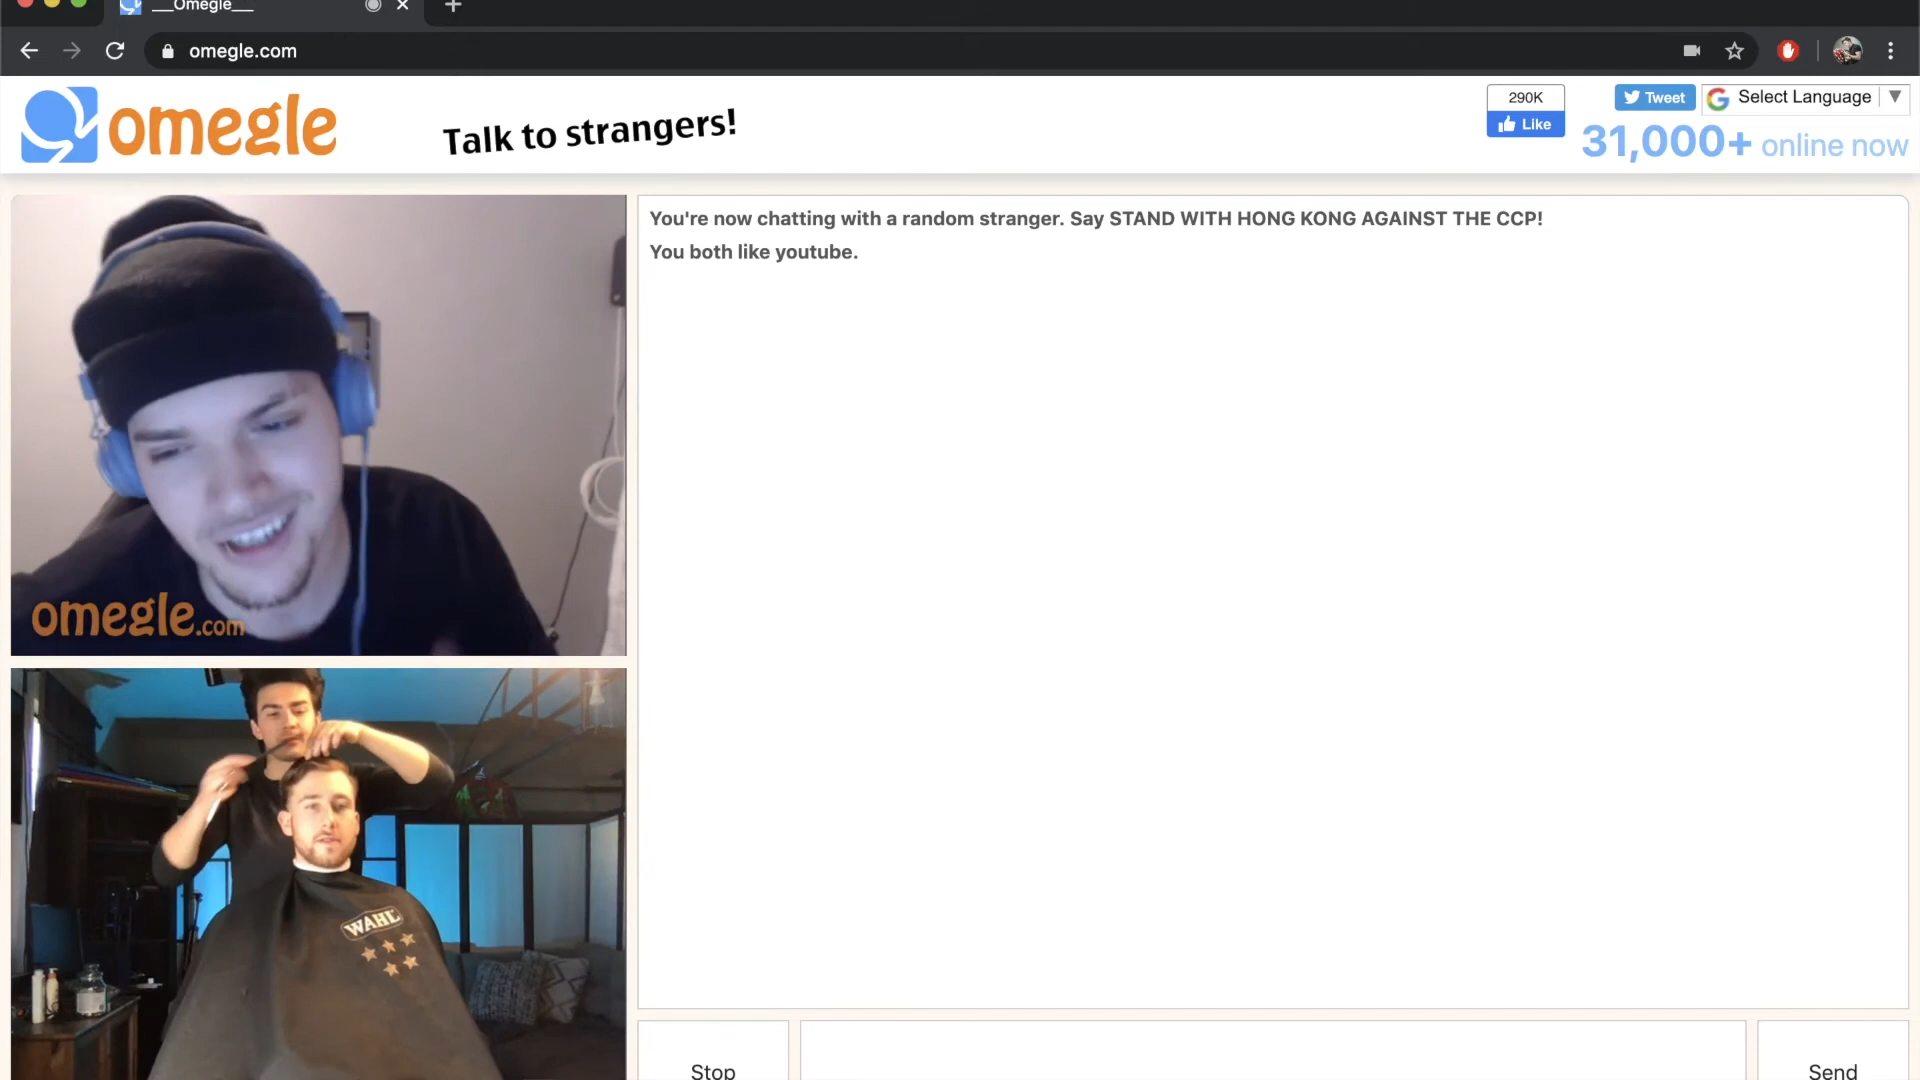 ___Omegle___
omegle.com
omegle
Talk to strangers!
290K
Like
Tweet
Select Language
31,000+ online now
You're now chatting with a random stranger. Say STAND WITH HONG KONG AGAINST THE CCP!
You both like youtube.
omegle.com
WAHL
Stop
Send